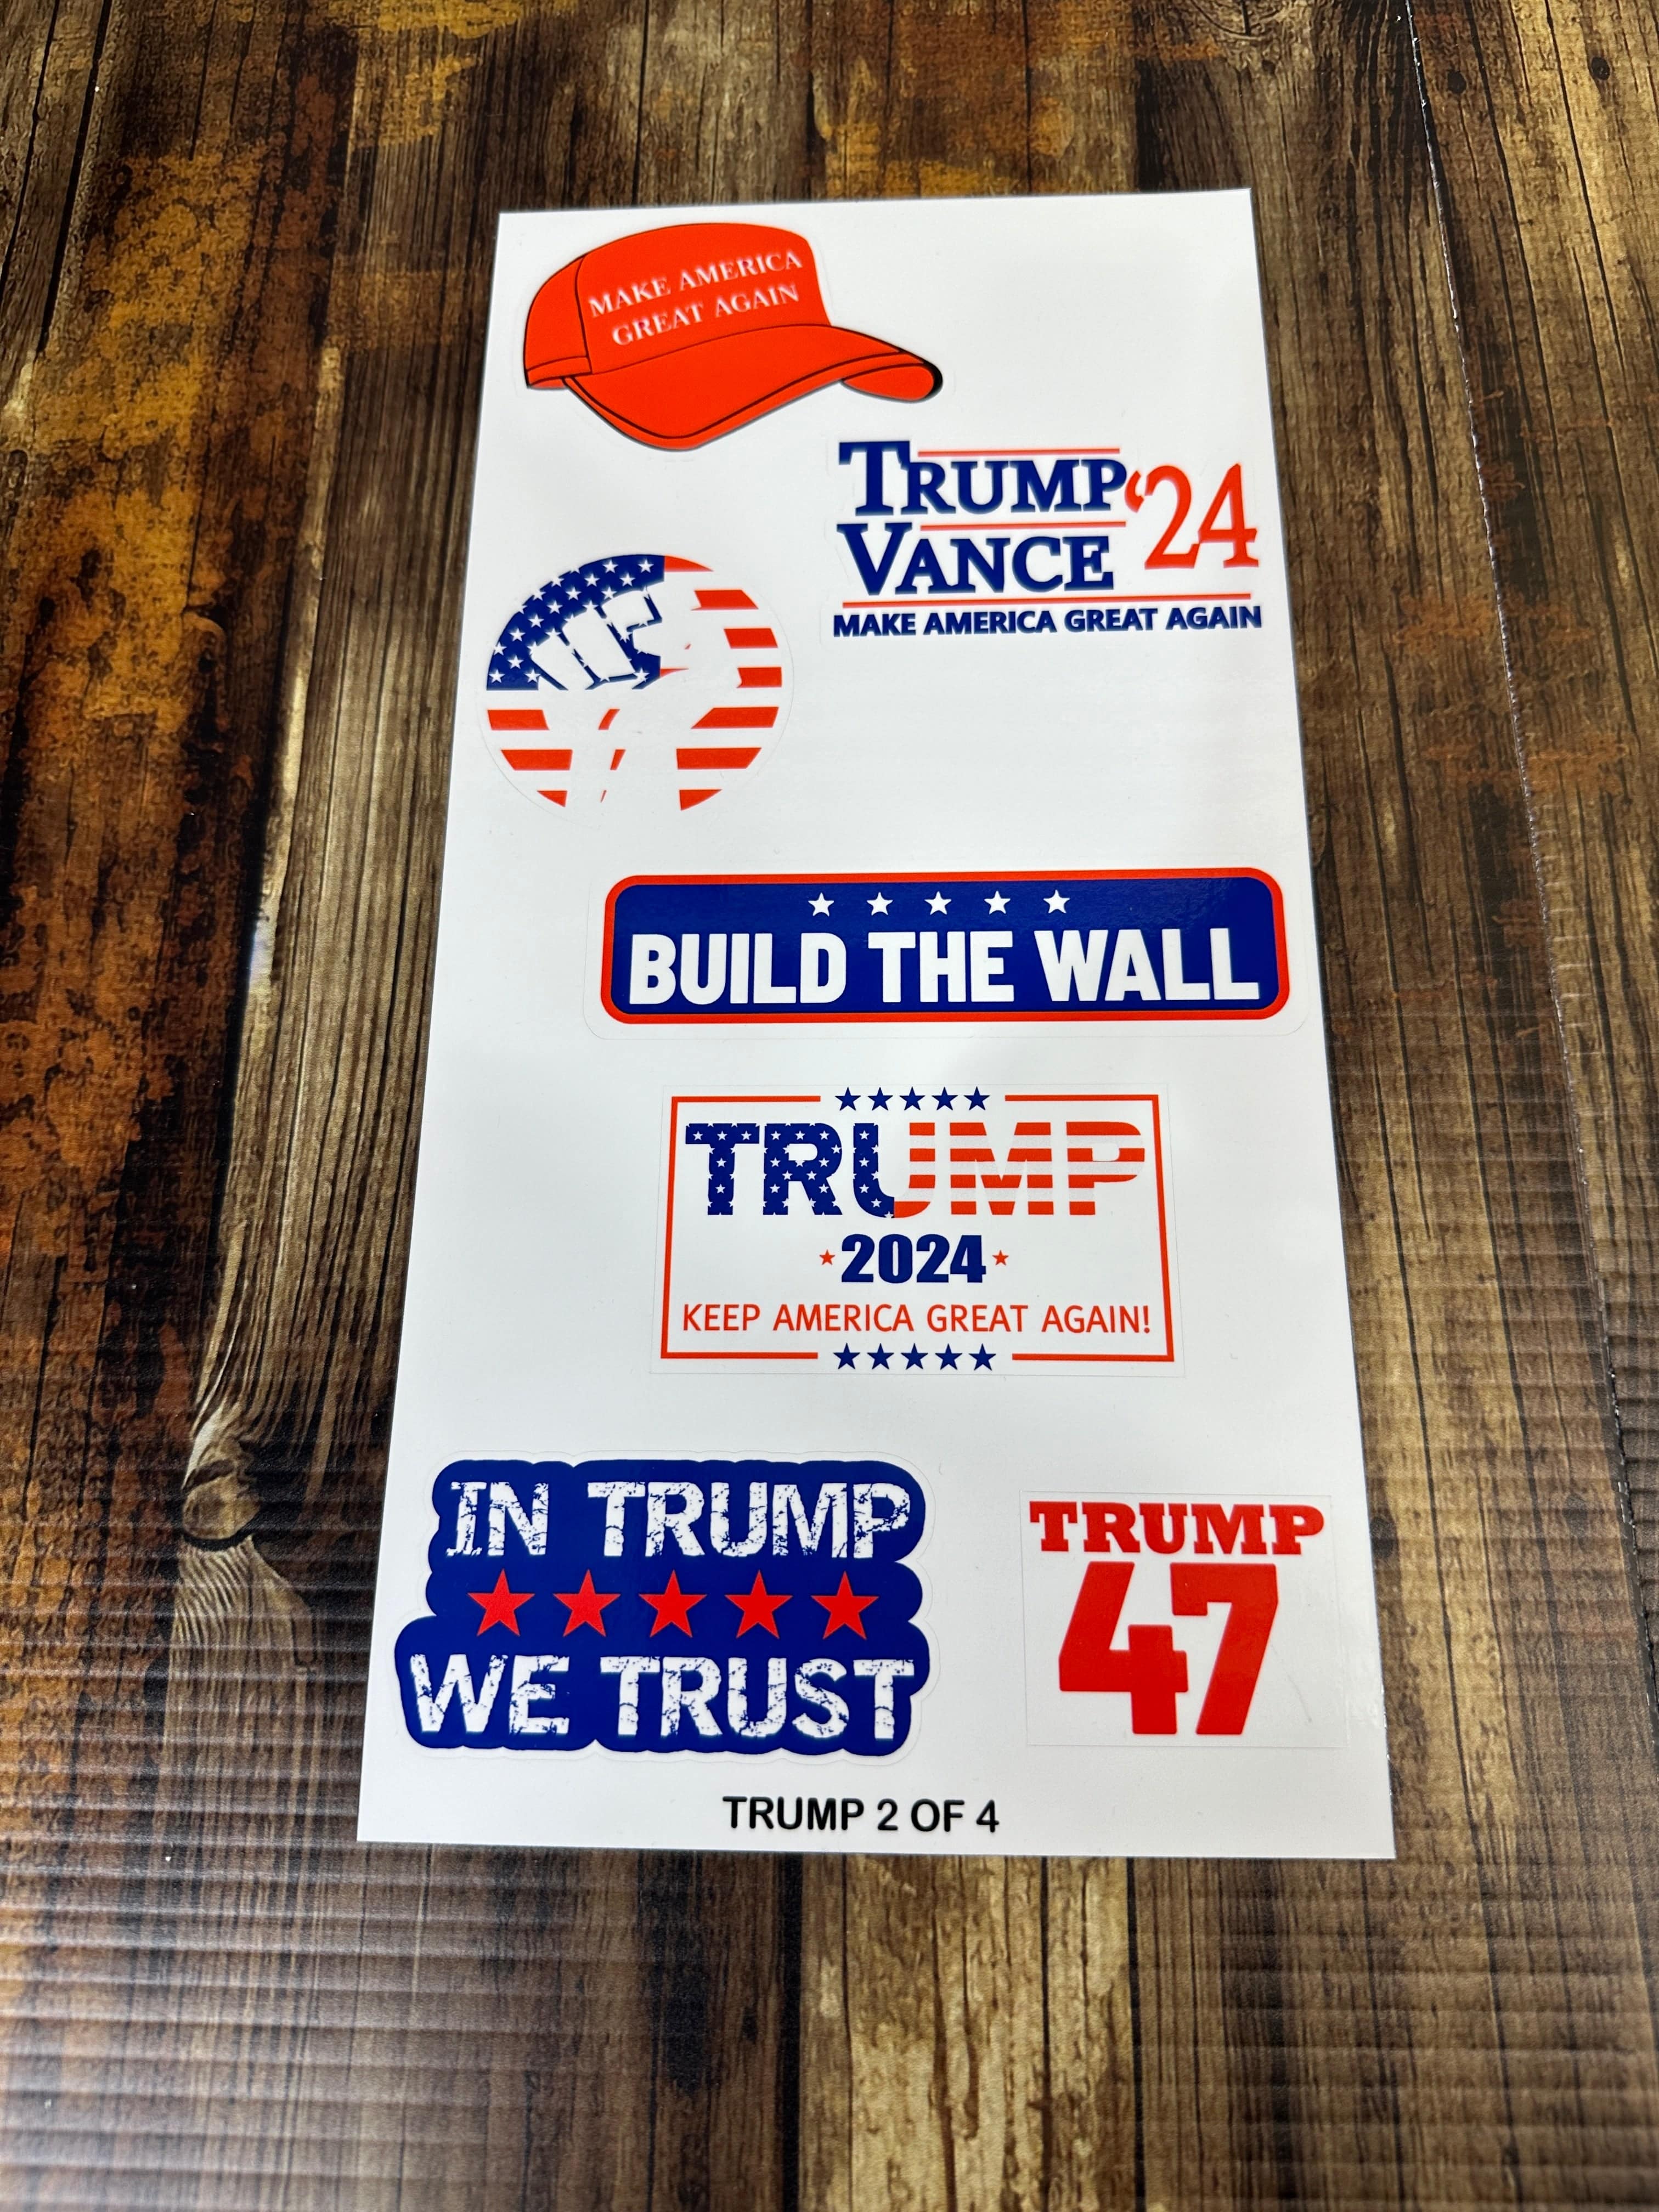 MAKE AMERICA
GREAT AGAIN
TRUMP
VANCE
'24
MAKE AMERICA GREAT AGAIN
BUILD THE WALL
TRUMP
2024
KEEP AMERICA GREAT AGAIN!
IN TRUMP
WE TRUST
TRUMP
47
TRUMP 2 OF 4